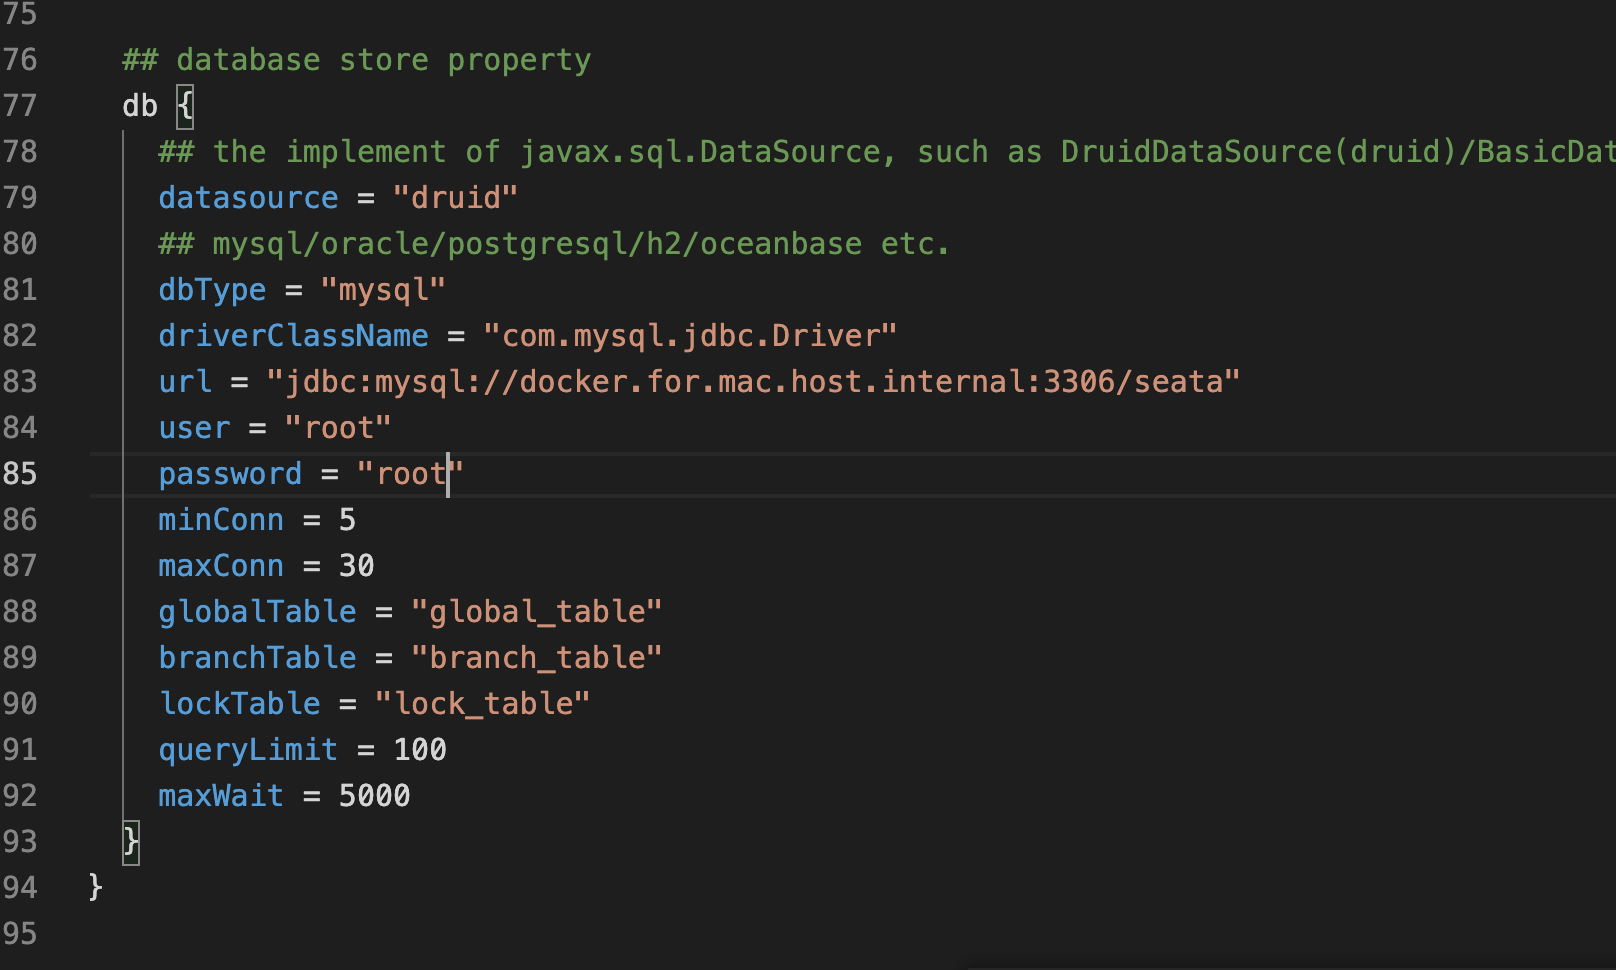 75
76 ## database store property
77 db {
78 ## the implement of javax.sql.DataSource, such as DruidDataSource(druid)/BasicDat
79 datasource = "druid"
80 ## mysql/oracle/postgresql/h2/oceanbase etc.
81 dbType = "mysql"
82 driverClassName = "com.mysql.jdbc.Driver"
83 url = "jdbc:mysql://docker.for.mac.host.internal:3306/seata"
84 user = "root"
85 password = "root"
86 minConn = 5
87 maxConn = 30
88 globalTable = "global_table"
89 branchTable = "branch_table"
90 lockTable = "lock_table"
91 queryLimit = 100
92 maxWait = 5000
93 }
94 }
95